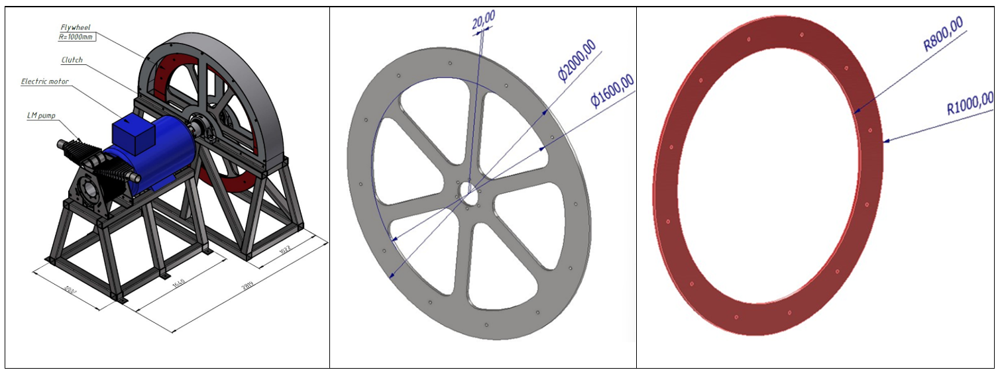 Flywheel
R=1000mm
Clutch
Electric motor
LM pump
1022
1640
2819
20,00
Ø2000,00
Ø1600,00
R800,00
R1000,00